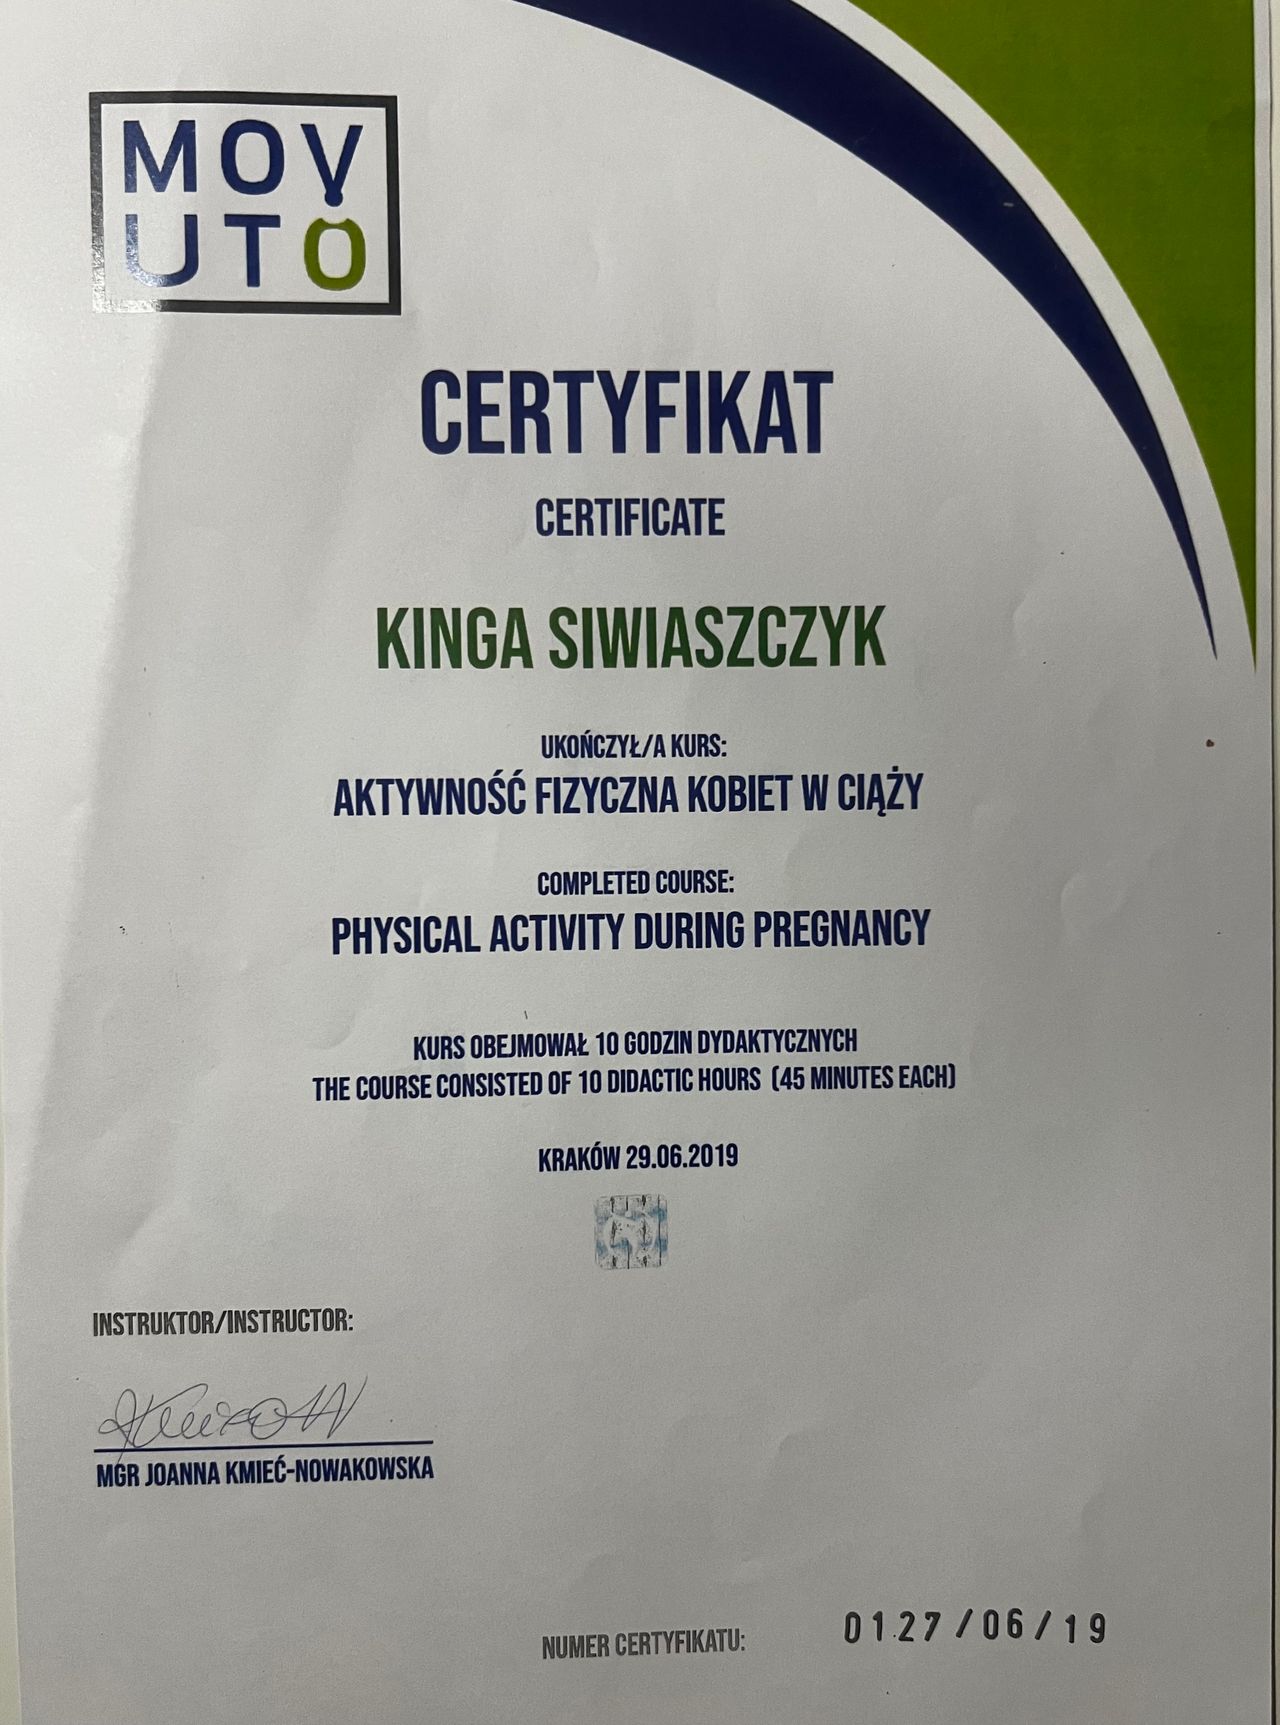 MOV
UTO
CERTYFIKAT
CERTIFICATE
KINGA SIWIASZCZYK
UKOŃCZYŁ/A KURS:
AKTYWNOŚĆ FIZYCZNA KOBIET W CIĄŻY
COMPLETED COURSE:
PHYSICAL ACTIVITY DURING PREGNANCY
KURS OBEJMOWAŁ 10 GODZIN DYDAKTYCZNYCH
THE COURSE CONSISTED OF 10 DIDACTIC HOURS (45 MINUTES EACH)
KRAKÓW 29.06.2019
INSTRUKTOR/INSTRUCTOR:
MGR JOANNA KMIEĆ-NOWAKOWSKA
NUMER CERTYFIKATU: 0127/06/19